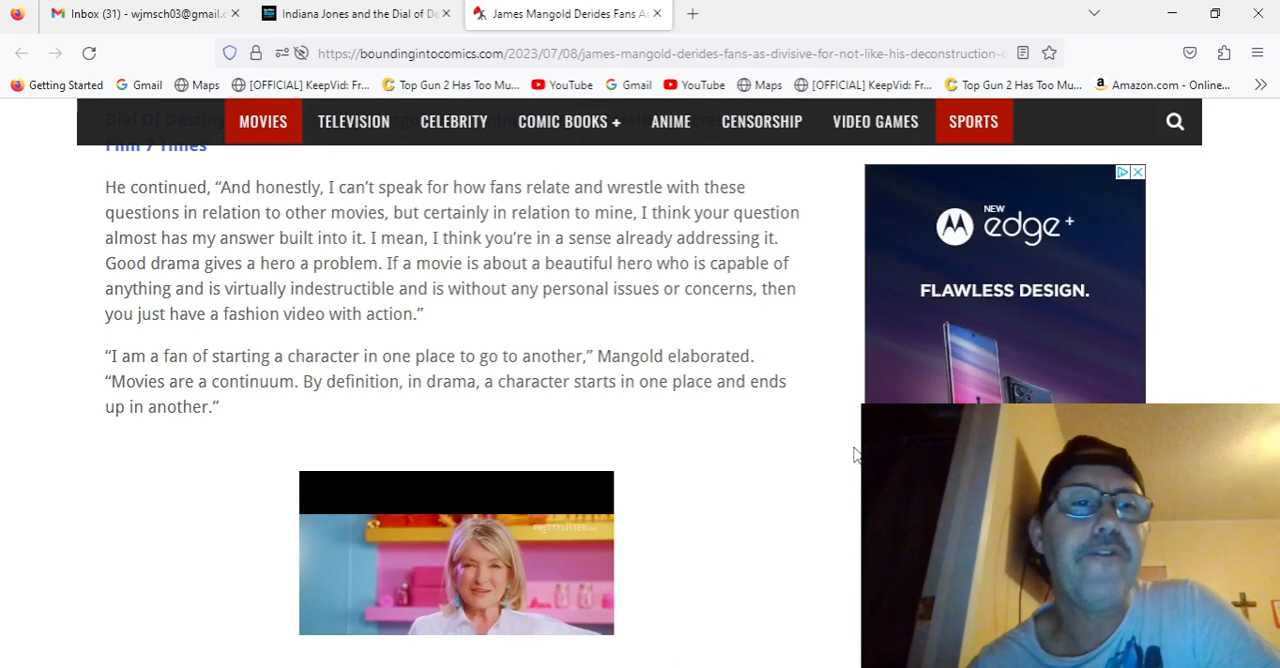 Inbox (31) - wjmsch03@gmail.c
Indiana Jones and the Dial of De
James Mangold Derides Fans As
https://boundingintocomics.com/2023/07/08/james-mangold-derides-fans-as-divisive-for-not-like-his-deconstruction-c
Getting Started
Gmail
Maps
[OFFICIAL] KeepVid: Fr...
Top Gun 2 Has Too Mu...
YouTube
Gmail
YouTube
Maps
[OFFICIAL] KeepVid: Fr...
Top Gun 2 Has Too Mu...
Amazon.com - Online...
MOVIES
TELEVISION
CELEBRITY
COMIC BOOKS +
ANIME
CENSORSHIP
VIDEO GAMES
SPORTS
Dial Of Destiny
Film 7 Times
He continued, “And honestly, I can’t speak for how fans relate and wrestle with these
questions in relation to other movies, but certainly in relation to mine, I think your question
almost has my answer built into it. I mean, I think you’re in a sense already addressing it.
Good drama gives a hero a problem. If a movie is about a beautiful hero who is capable of
anything and is virtually indestructible and is without any personal issues or concerns, then
you just have a fashion video with action.”
“I am a fan of starting a character in one place to go to another,” Mangold elaborated.
“Movies are a continuum. By definition, in drama, a character starts in one place and ends
up in another.”
NEW
edge+
FLAWLESS DESIGN.